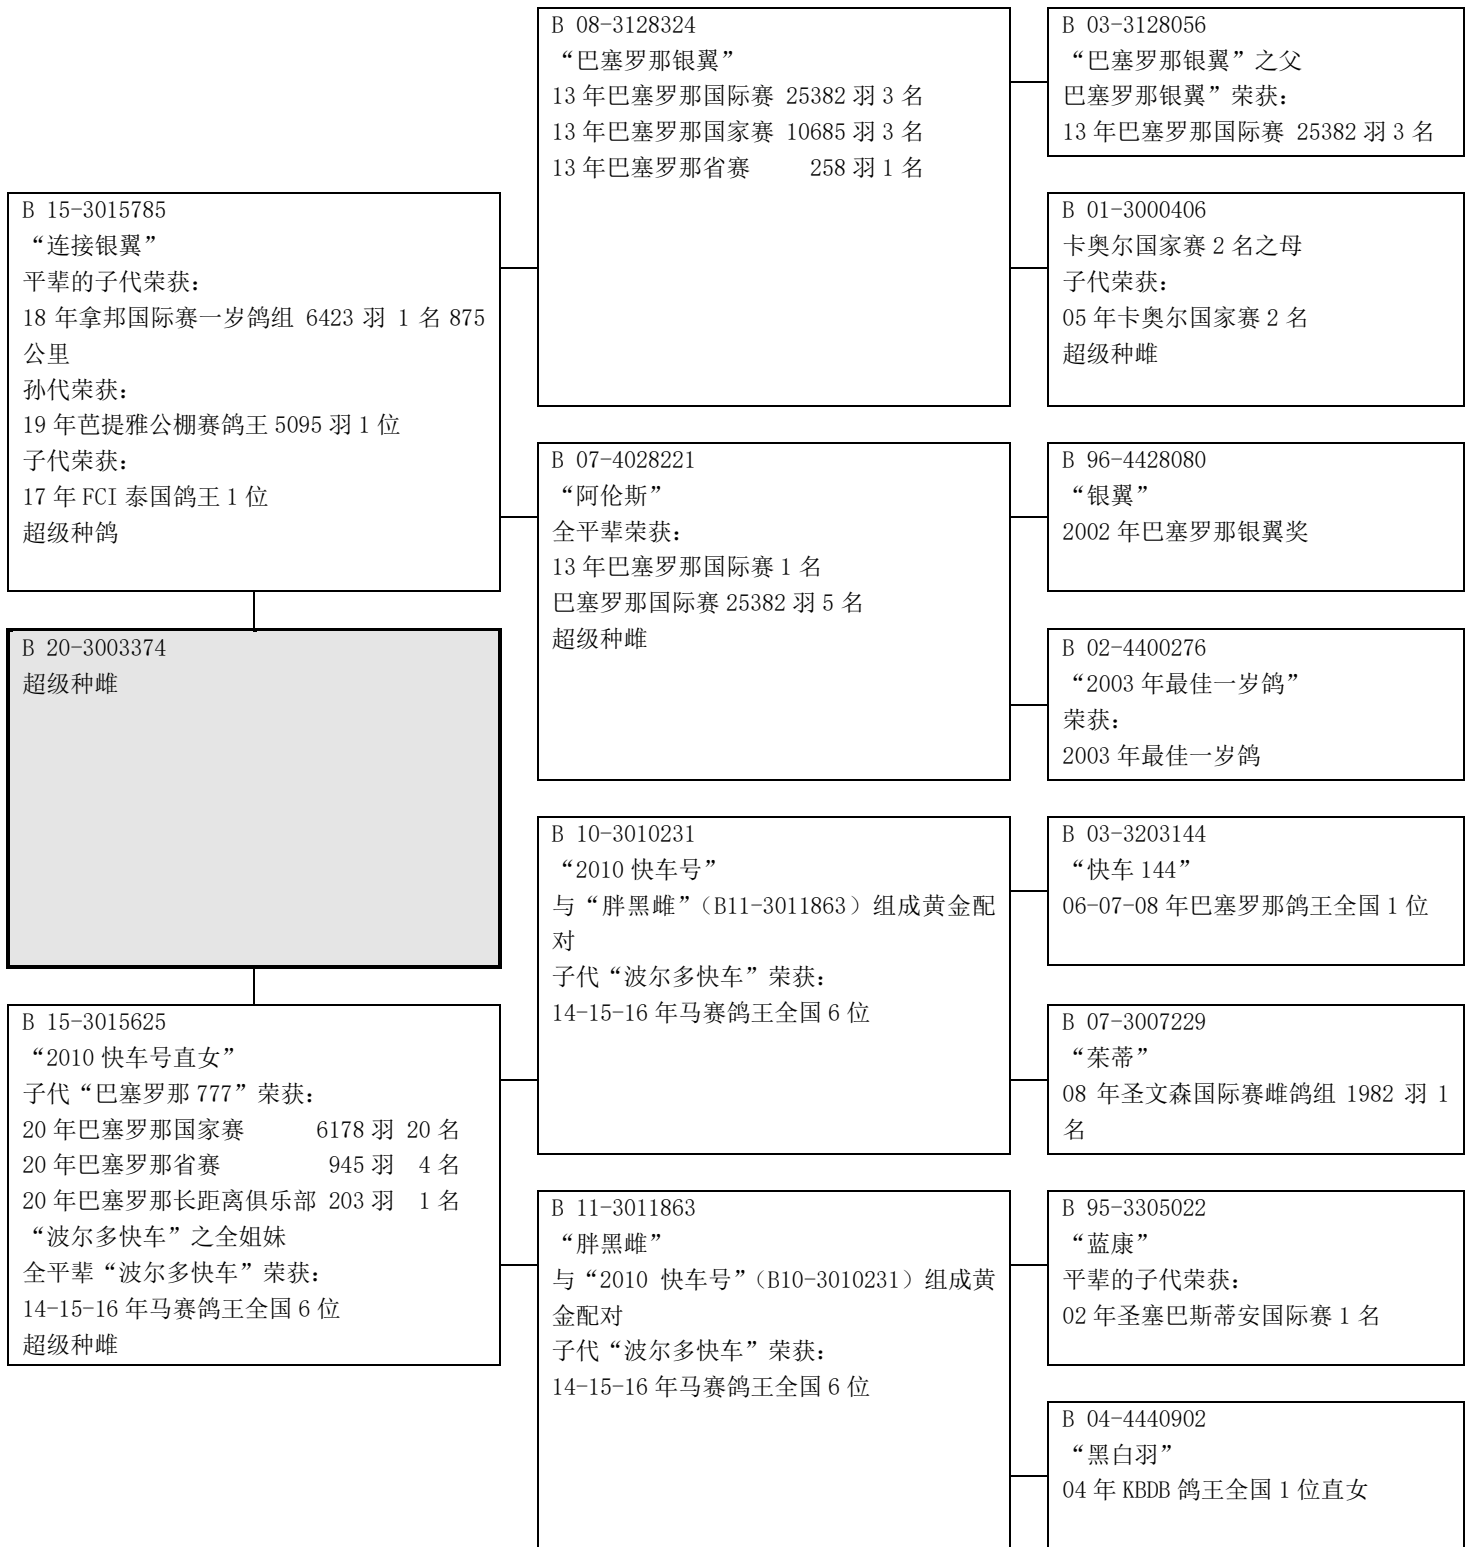 B 15-3015785
“连接银翼”
平辈的子代荣获：
18 年拿邦国际赛一岁鸽组 6423 羽 1 名 875
公里
孙代荣获：
19 年芭提雅公棚赛鸽王 5095 羽 1 位
子代荣获：
17 年 FCI 泰国鸽王 1 位
超级种鸽
B 20-3003374
超级种雌
B 15-3015625
“2010 快车号直女”
子代“巴塞罗那 777”荣获：
20 年巴塞罗那国家赛 6178 羽 20 名
20 年巴塞罗那省赛 945 羽 4 名
20 年巴塞罗那长距离俱乐部 203 羽 1 名
“波尔多快车”之全姐妹
全平辈“波尔多快车”荣获：
14-15-16 年马赛鸽王全国 6 位
超级种雌
B 08-3128324
“巴塞罗那银翼”
13 年巴塞罗那国际赛 25382 羽 3 名
13 年巴塞罗那国家赛 10685 羽 3 名
13 年巴塞罗那省赛 258 羽 1 名
B 07-4028221
“阿伦斯”
全平辈荣获：
13 年巴塞罗那国际赛 1 名
巴塞罗那国际赛 25382 羽 5 名
超级种雌
B 10-3010231
“2010 快车号”
与“胖黑雌”（B11-3011863）组成黄金配
对
子代“波尔多快车”荣获：
14-15-16 年马赛鸽王全国 6 位
B 11-3011863
“胖黑雌”
与“2010 快车号”（B10-3010231）组成黄
金配对
子代“波尔多快车”荣获：
14-15-16 年马赛鸽王全国 6 位
B 03-3128056
“巴塞罗那银翼”之父
巴塞罗那银翼”荣获：
13 年巴塞罗那国际赛 25382 羽 3 名
B 01-3000406
卡奥尔国家赛 2 名之母
子代荣获：
05 年卡奥尔国家赛 2 名
超级种雌
B 96-4428080
“银翼”
2002 年巴塞罗那银翼奖
B 02-4400276
“2003 年最佳一岁鸽”
荣获：
2003 年最佳一岁鸽
B 03-3203144
“快车 144”
06-07-08 年巴塞罗那鸽王全国 1 位
B 07-3007229
“茱蒂”
08 年圣文森国际赛雌鸽组 1982 羽 1
名
B 95-3305022
“蓝康”
平辈的子代荣获：
02 年圣塞巴斯蒂安国际赛 1 名
B 04-4440902
“黑白羽”
04 年 KBDB 鸽王全国 1 位直女